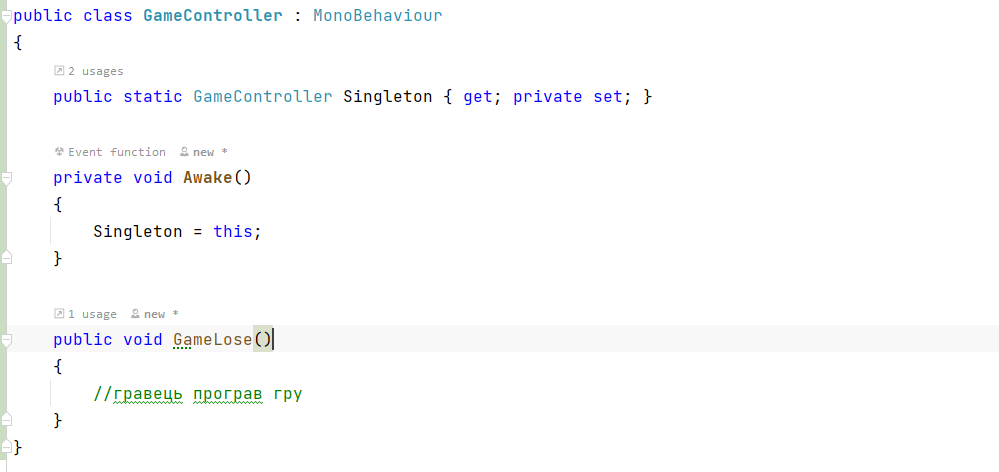 public class GameController : MonoBehaviour
{
2 usages
public static GameController Singleton { get; private set; }
Event function new *
private void Awake()
{
Singleton = this;
}
1 usage new *
public void GameLose()
{
//гравець програв гру
}
}